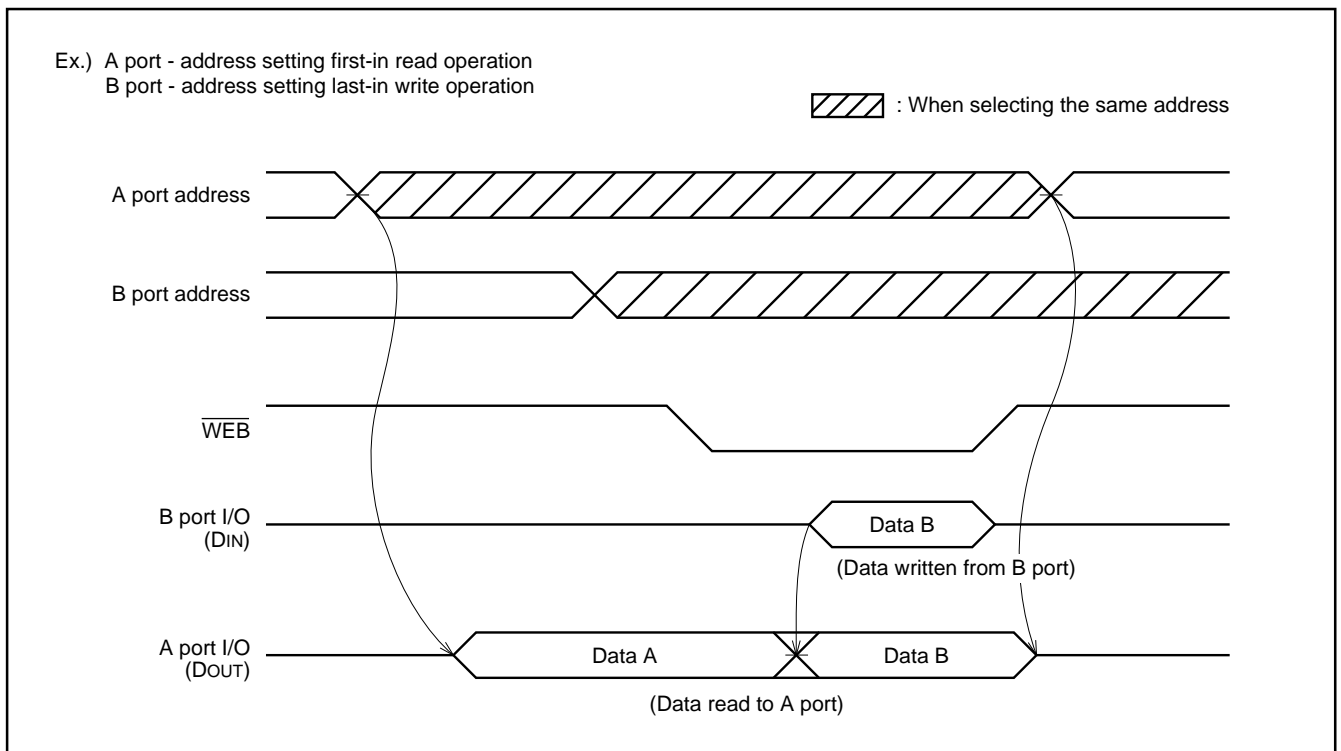 Ex.) A port - address setting first-in read operation
B port - address setting last-in write operation
: When selecting the same address
A port address
B port address
WEB
B port I/O
(DIN)
Data B
(Data written from B port)
A port I/O
(DOUT)
Data A
Data B
(Data read to A port)